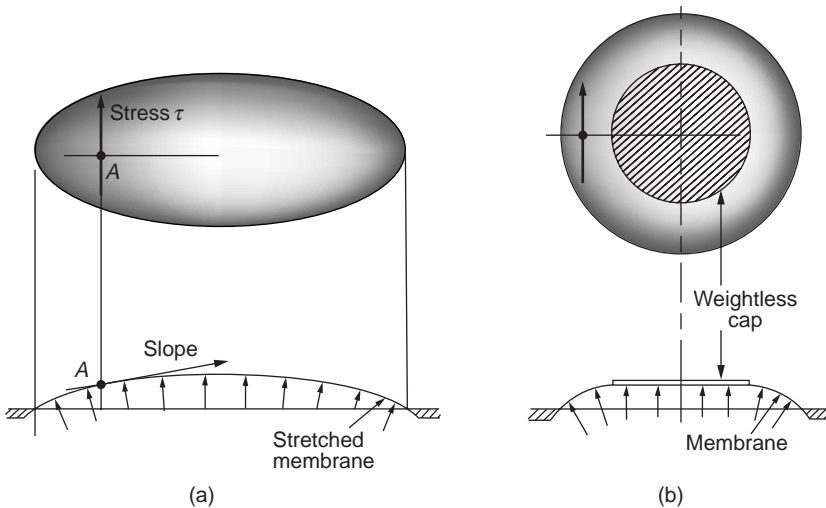 Stress τ
A
A
Slope
Stretched
membrane
(a)
Weightless
cap
Membrane
(b)